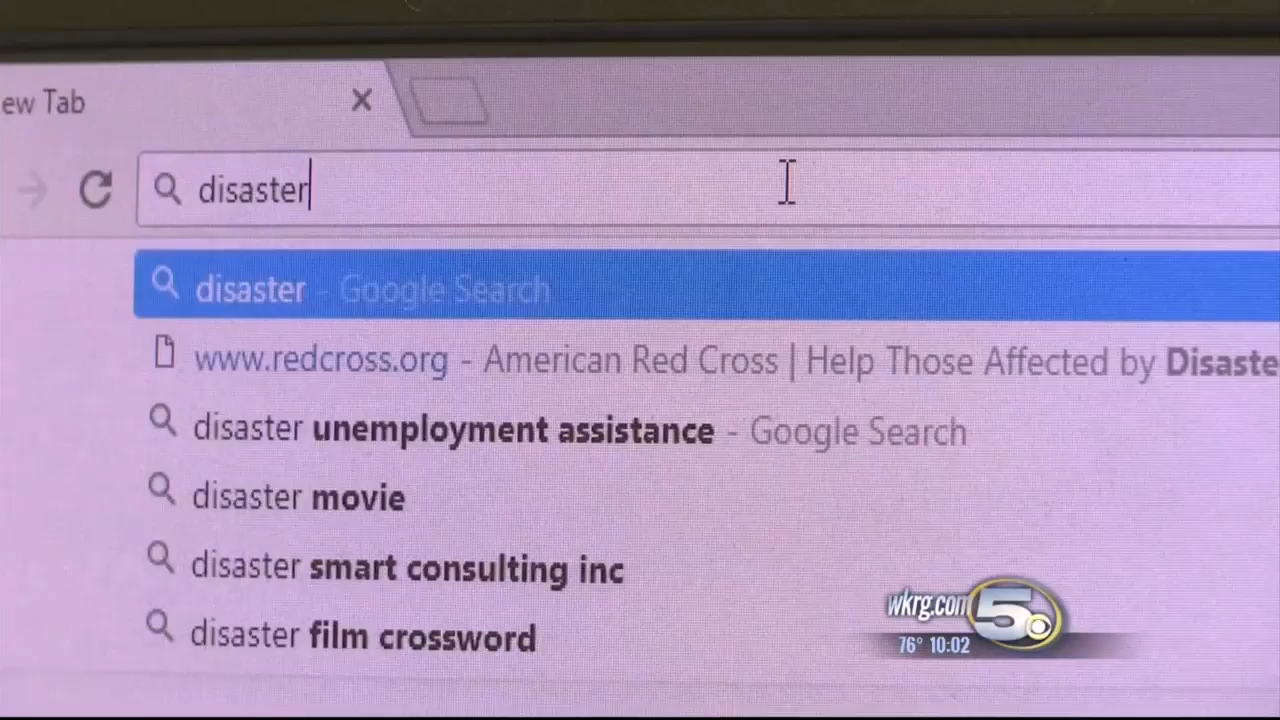 ew Tab
disaster
disaster - Google Search
www.redcross.org - American Red Cross | Help Those Affected by Disaste
disaster unemployment assistance - Google Search
disaster movie
disaster smart consulting inc
disaster film crossword
wkrg.com 5
76° 10:02